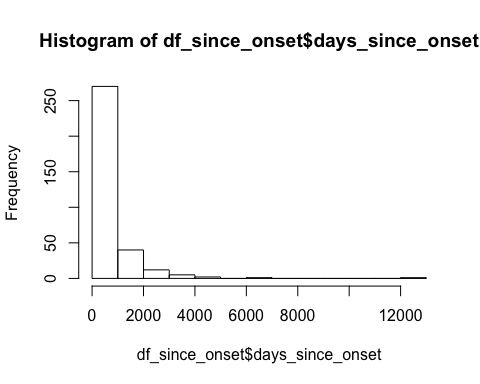 Histogram of df_since_onset$days_since_onset
Frequency
250
150
50
0
0 2000 4000 6000 8000 12000
df_since_onset$days_since_onset